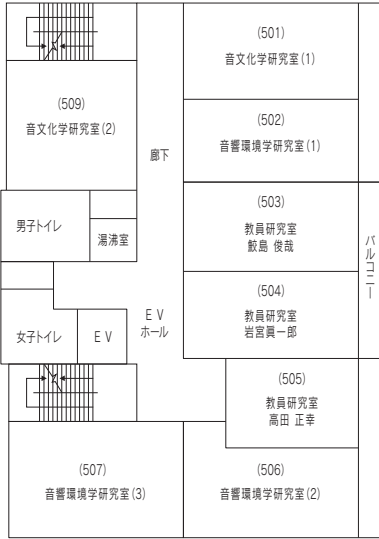 (501)
音文化学研究室(1)
(509)
音文化学研究室(2)
(502)
音響環境学研究室(1)
廊下
(503)
教員研究室
鮫島 俊哉
男子トイレ
湯沸室
バルコニー
(504)
教員研究室
岩宮眞一郎
EV
ホール
女子トイレ
EV
(505)
教員研究室
高田 正幸
(507)
音響環境学研究室(3)
(506)
音響環境学研究室(2)